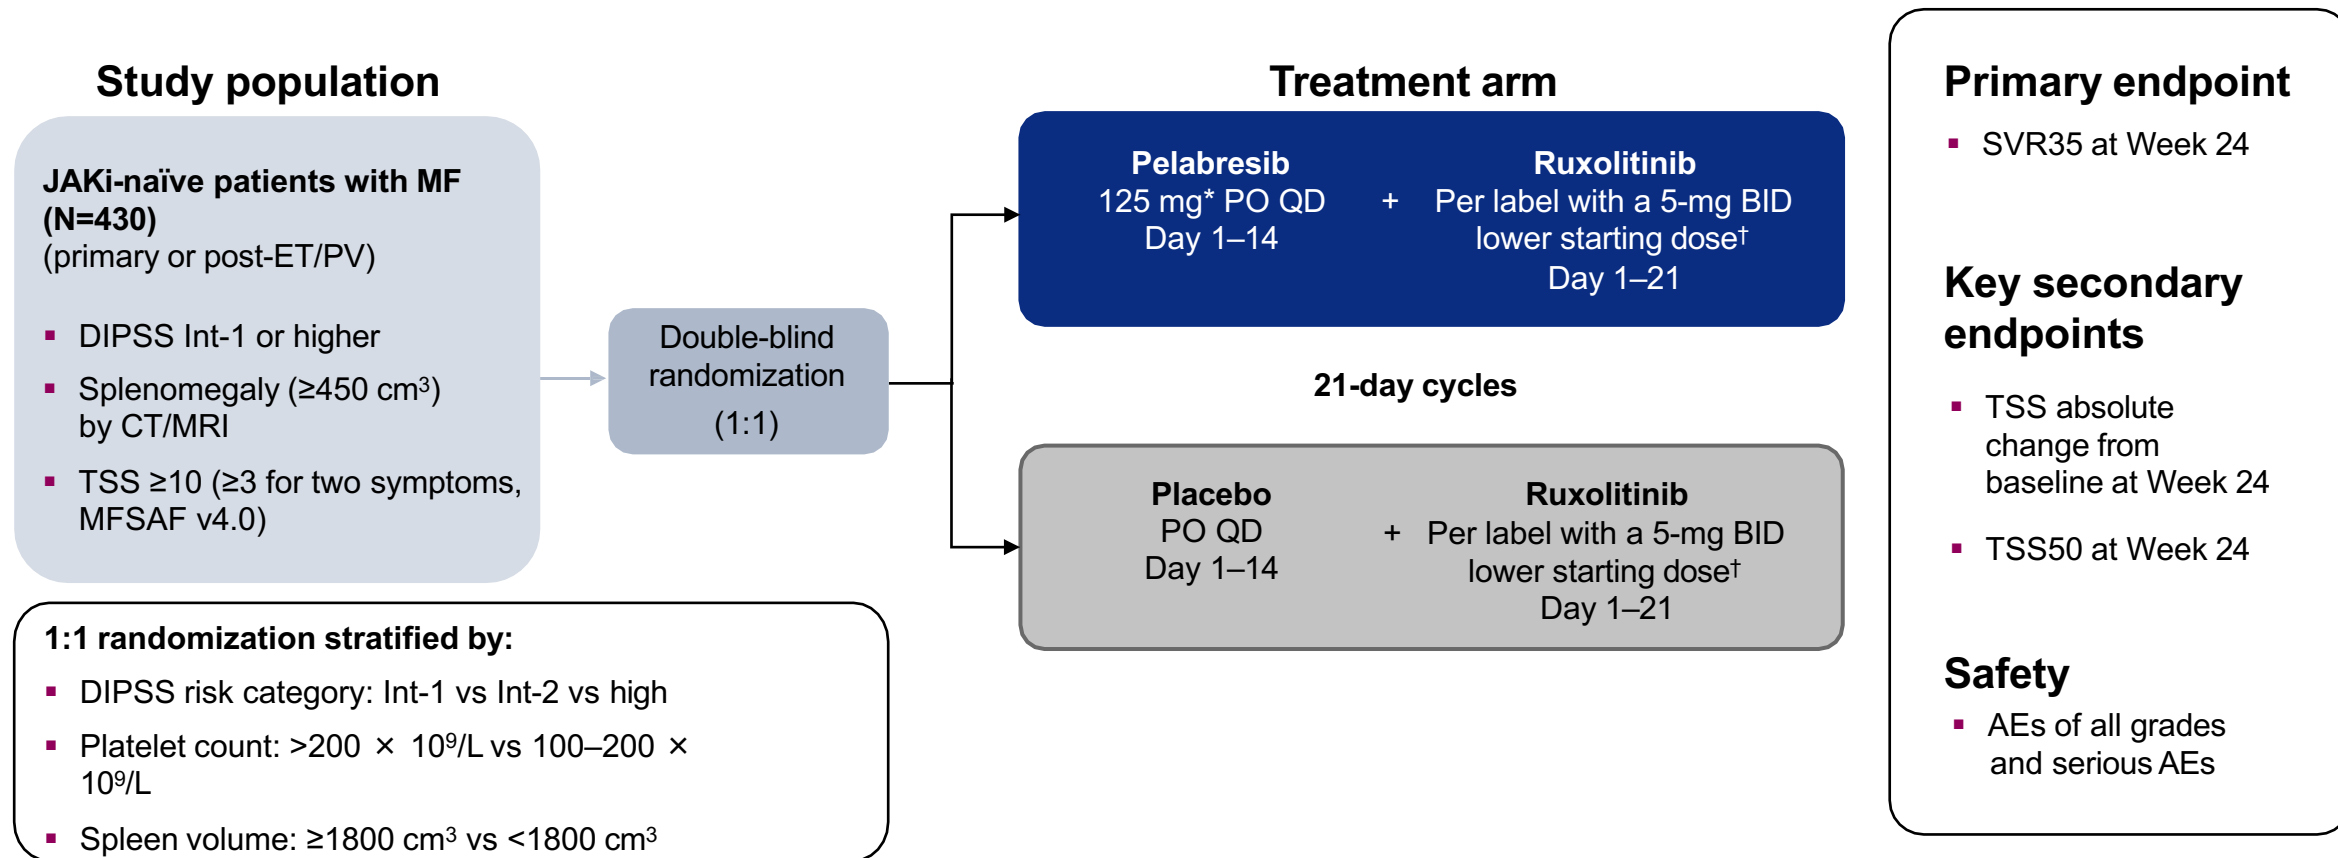 Study population
JAKi-naïve patients with MF
(N=430)
(primary or post-ET/PV)
▪ DIPSS Int-1 or higher
▪ Splenomegaly (≥450 cm³)
by CT/MRI
▪ TSS ≥10 (≥3 for two symptoms,
MFSAF v4.0)
1:1 randomization stratified by:
▪ DIPSS risk category: Int-1 vs Int-2 vs high
▪ Platelet count: >200 × 10⁹/L vs 100–200 ×
10⁹/L
▪ Spleen volume: ≥1800 cm³ vs <1800 cm³
Double-blind
randomization
(1:1)
Treatment arm
Pelabresib
125 mg* PO QD
Day 1–14
+
Ruxolitinib
Per label with a 5-mg BID
lower starting dose†
Day 1–21
21-day cycles
Placebo
PO QD
Day 1–14
+
Ruxolitinib
Per label with a 5-mg BID
lower starting dose†
Day 1–21
Primary endpoint
▪ SVR35 at Week 24
Key secondary
endpoints
▪ TSS absolute
change from
baseline at Week 24
▪ TSS50 at Week 24
Safety
▪ AEs of all grades
and serious AEs